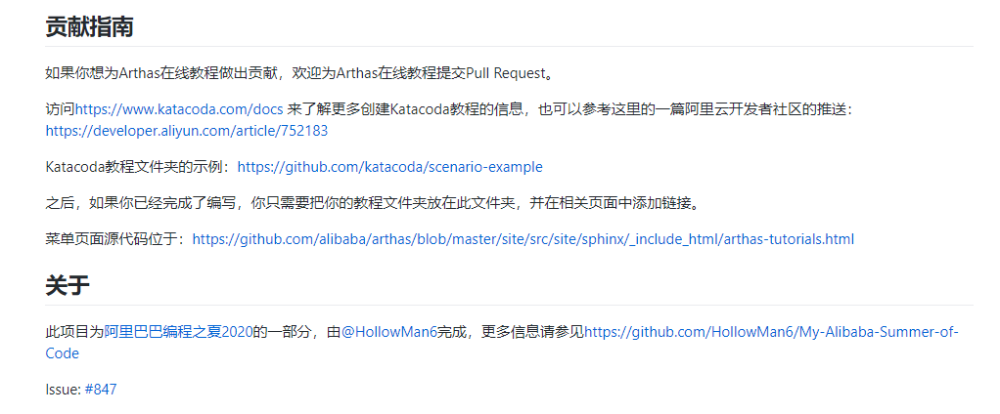 贡献指南
如果你想为Arthas在线教程做出贡献，欢迎为Arthas在线教程提交Pull Request。
访问https://www.katacoda.com/docs 来了解更多创建Katacoda教程的信息，也可以参考这里的一篇阿里云开发者社区的推送：
https://developer.aliyun.com/article/752183
Katacoda教程文件夹的示例：https://github.com/katacoda/scenario-example
之后，如果你已经完成了编写，你只需要把你的教程文件夹放在此文件夹，并在相关页面中添加链接。
菜单页面源代码位于：https://github.com/alibaba/arthas/blob/master/site/src/site/sphinx/_include_html/arthas-tutorials.html
关于
此项目为阿里巴巴编程之夏2020的一部分，由@HollowMan6完成，更多信息请参见https://github.com/HollowMan6/My-Alibaba-Summer-of-
Code
Issue: #847